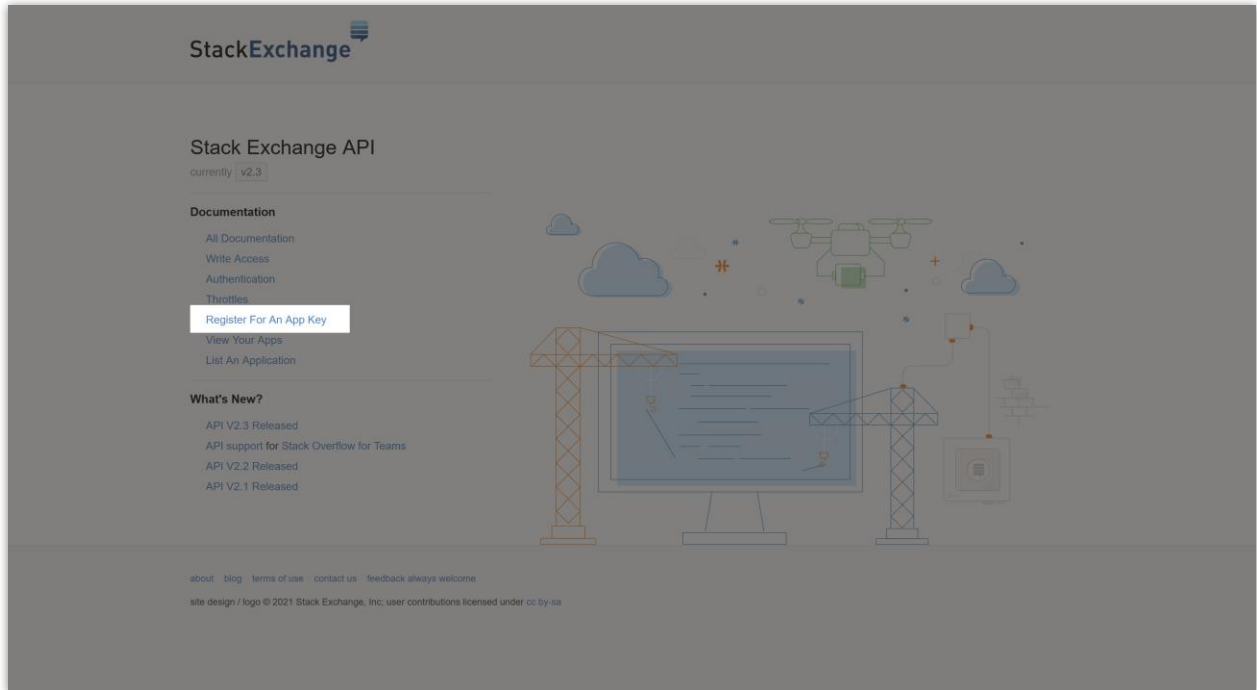 StackExchange
Stack Exchange API
currently v2.3
Documentation
All Documentation
Write Access
Authentication
Throttles
Register For An App Key
View Your Apps
List An Application
What's New?
API V2.3 Released
API support for Stack Overflow for Teams
API V2.2 Released
API V2.1 Released
about blog terms of use contact us feedback always welcome
site design / logo © 2021 Stack Exchange, Inc; user contributions licensed under cc by-sa